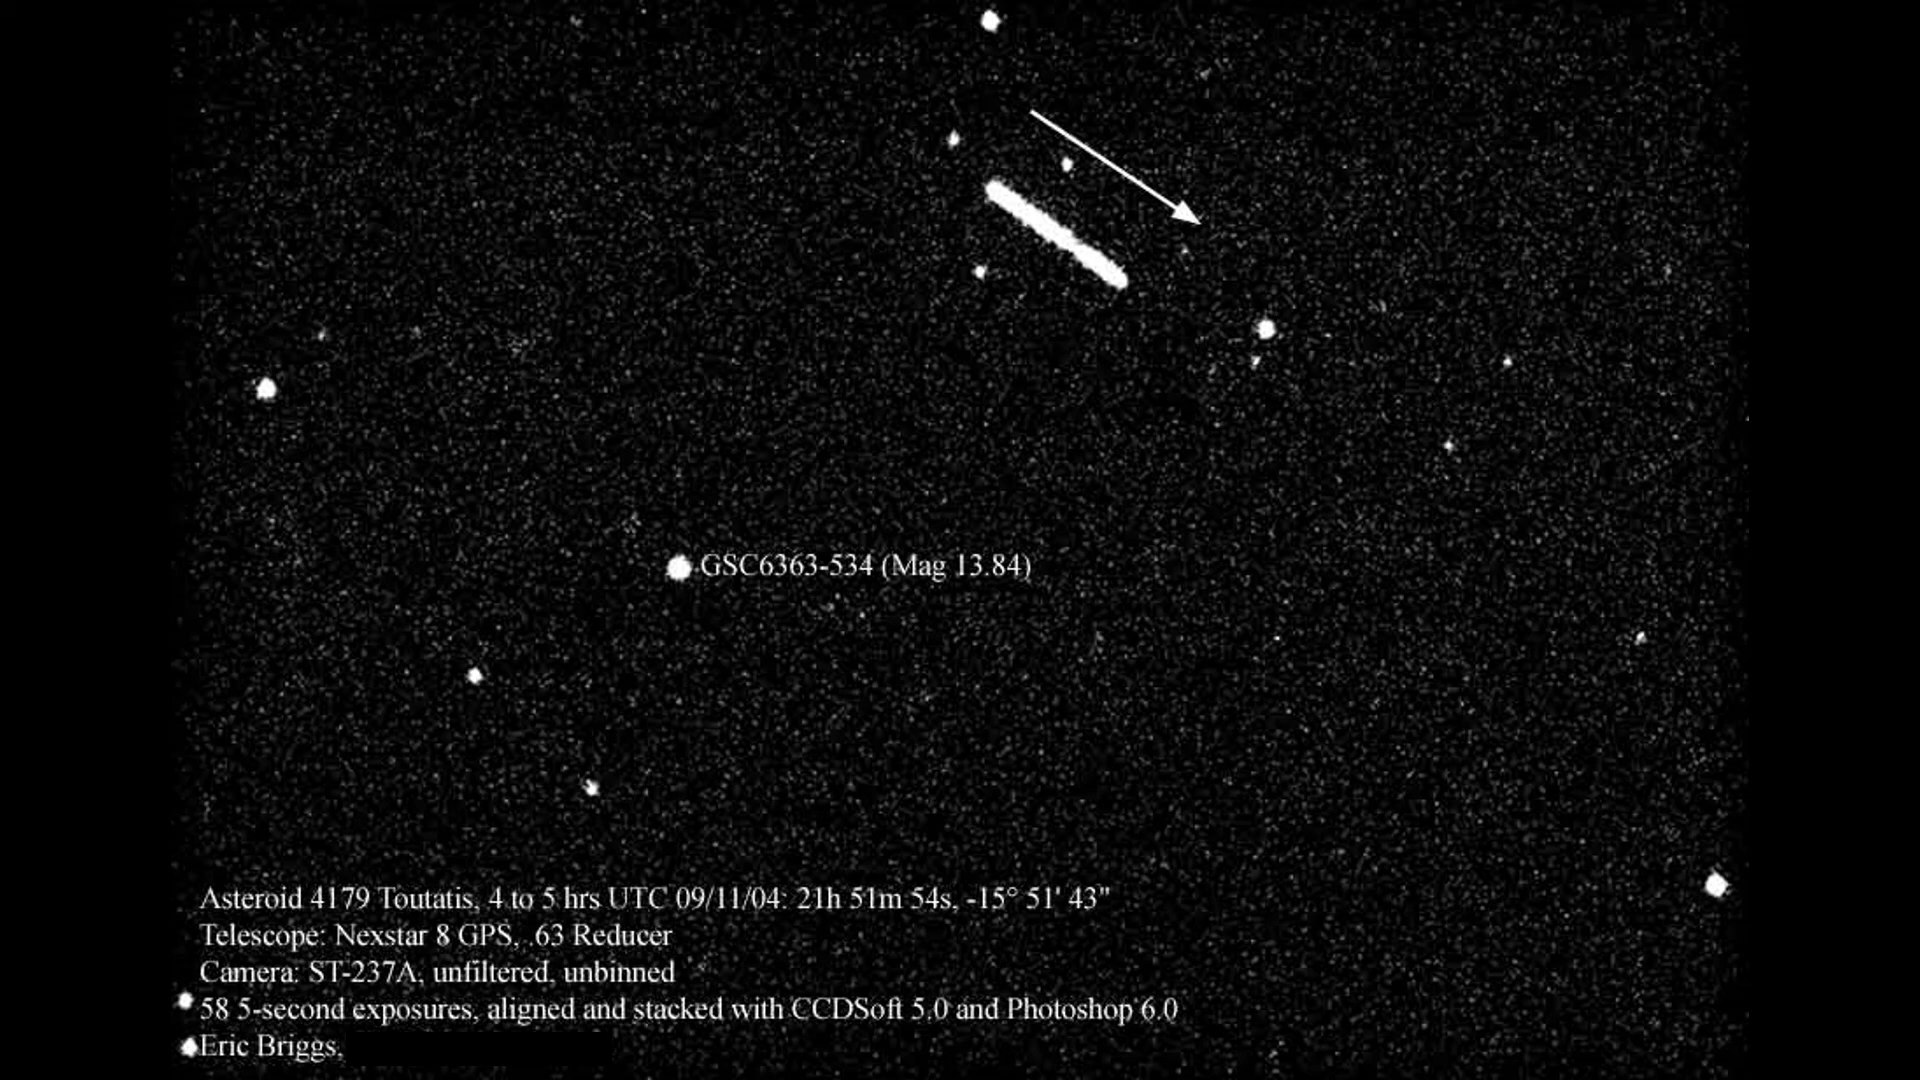 GSC6363-534 (Mag 13.84)
Asteroid 4179 Toutatis, 4 to 5 hrs UTC 09/11/04: 21h 51m 54s, -15° 51' 43"
Telescope: Nexstar 8 GPS, .63 Reducer
Camera: ST-237A, unfiltered, unbinned
58 5-second exposures, aligned and stacked with CCDSoft 5.0 and Photoshop 6.0
Eric Briggs,